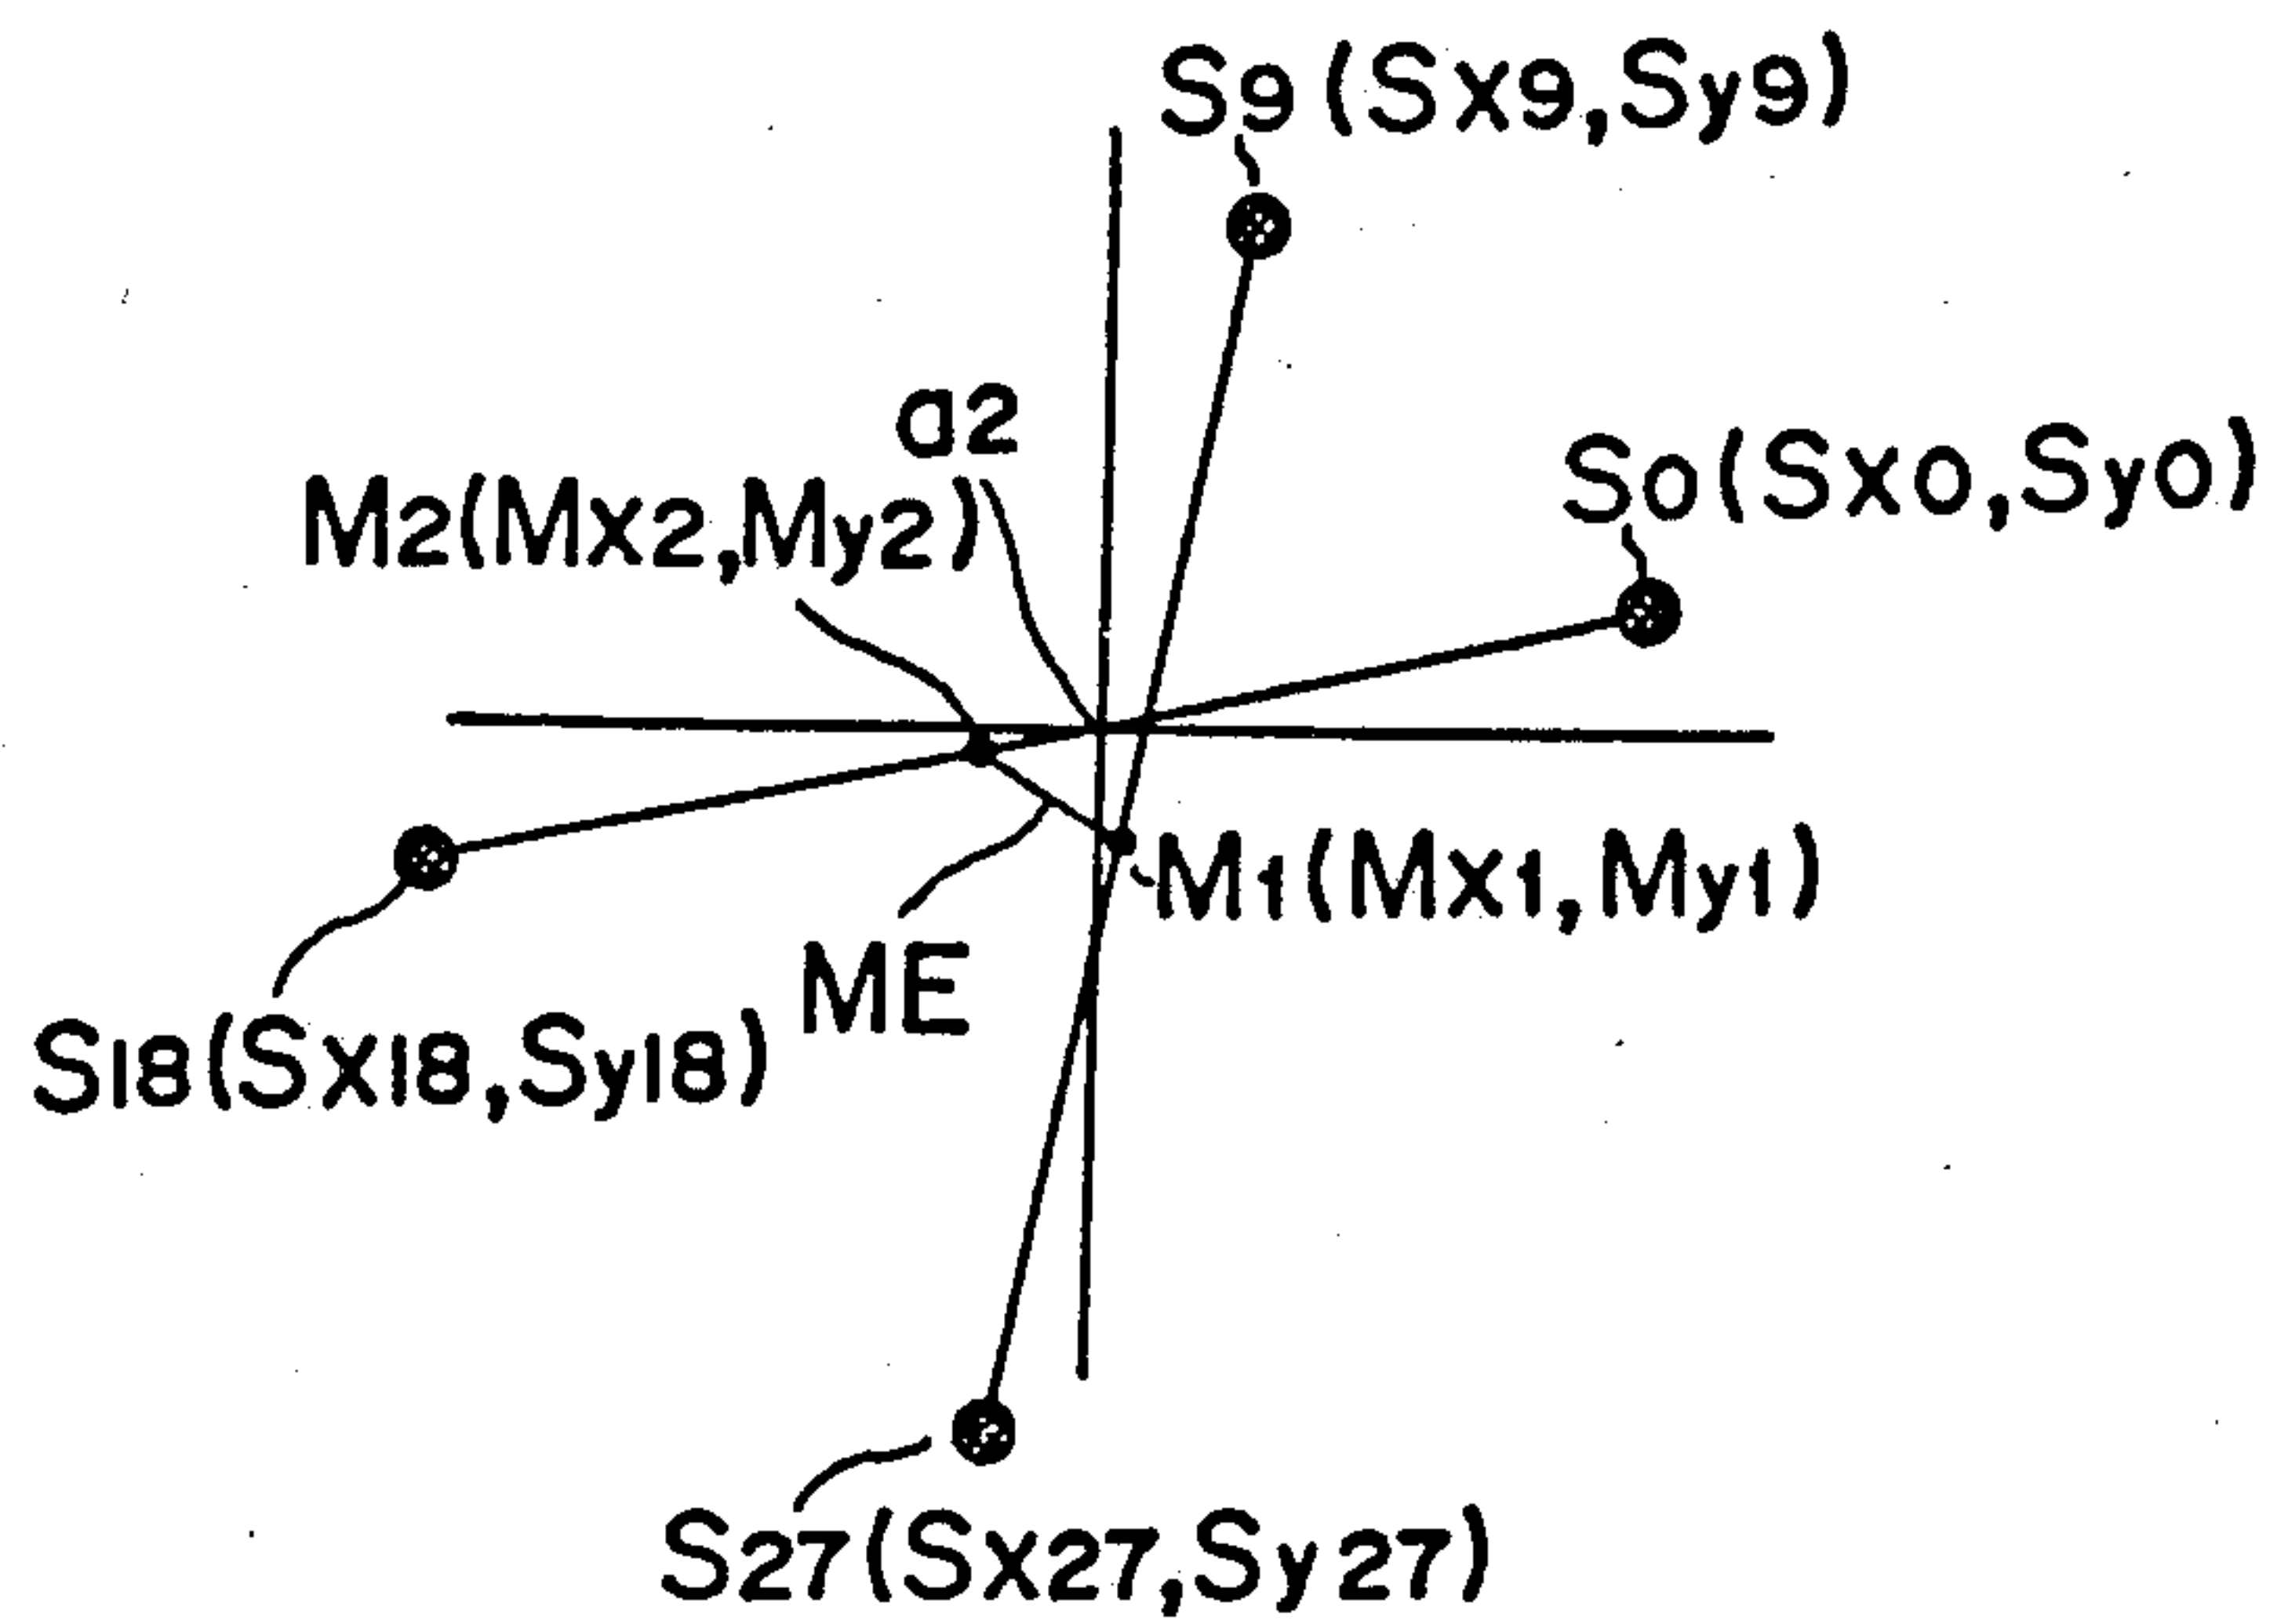 S9(Sx9,Sy9)
a2
S0(Sx0,Sy0)
M2(Mx2,My2)
M1(Mx1,My1)
ME
S18(Sx18,Sy18)
S27(Sx27,Sy27)